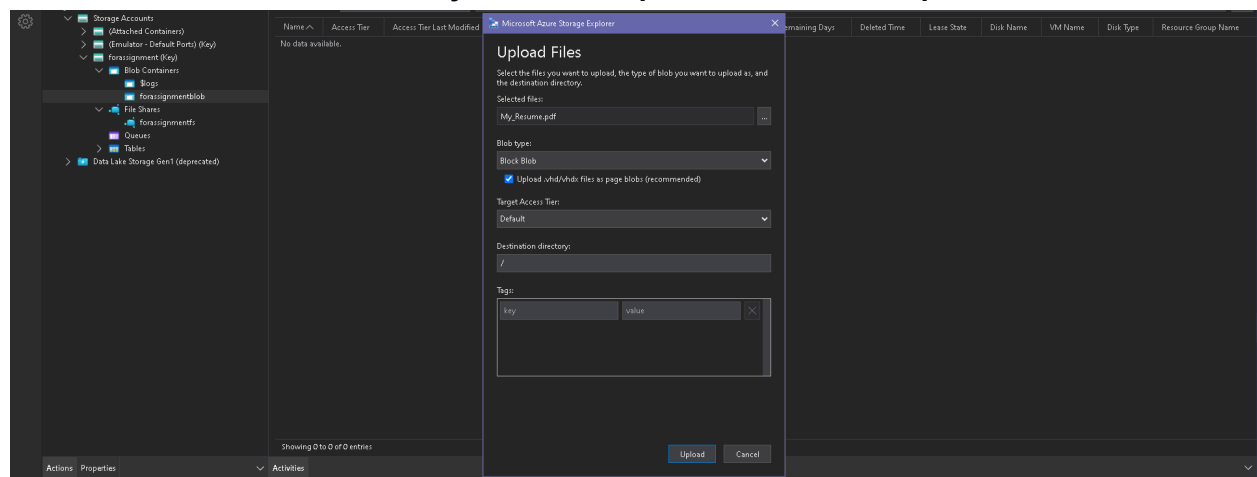 Storage Accounts
(Attached Containers)
(Emulator - Default Ports) (Key)
forassignment (Key)
Blob Containers
$logs
forassignmentblob
File Shares
forassignmentfs
Queues
Tables
Data Lake Storage Gen1 (deprecated)
Actions Properties
Name Access Tier Access Tier Last Modified emaining Days Deleted Time Lease State Disk Name VM Name Disk Type Resource Group Name
No data available.
Showing 0 to 0 of 0 entries
Activities
Microsoft Azure Storage Explorer
Upload Files
Select the files you want to upload, the type of blob you want to upload as, and
the destination directory.
Selected files:
My_Resume.pdf
...
Blob type:
Block Blob
Upload .vhd/vhdx files as page blobs (recommended)
Target Access Tier:
Default
Destination directory:
/
Tags:
key value
Upload Cancel